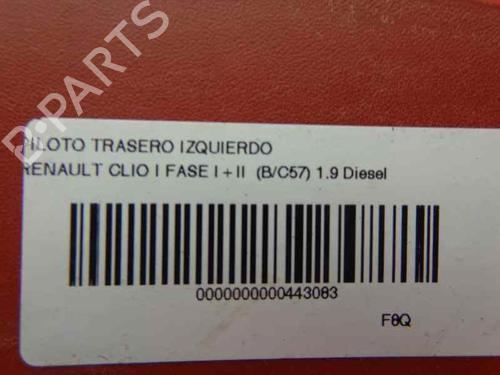 PILOTO TRASERO IZQUIERDO
RENAULT CLIO I FASE I + II (B/C57) 1.9 Diesel
0000000000443083
F8Q
B-PARTS